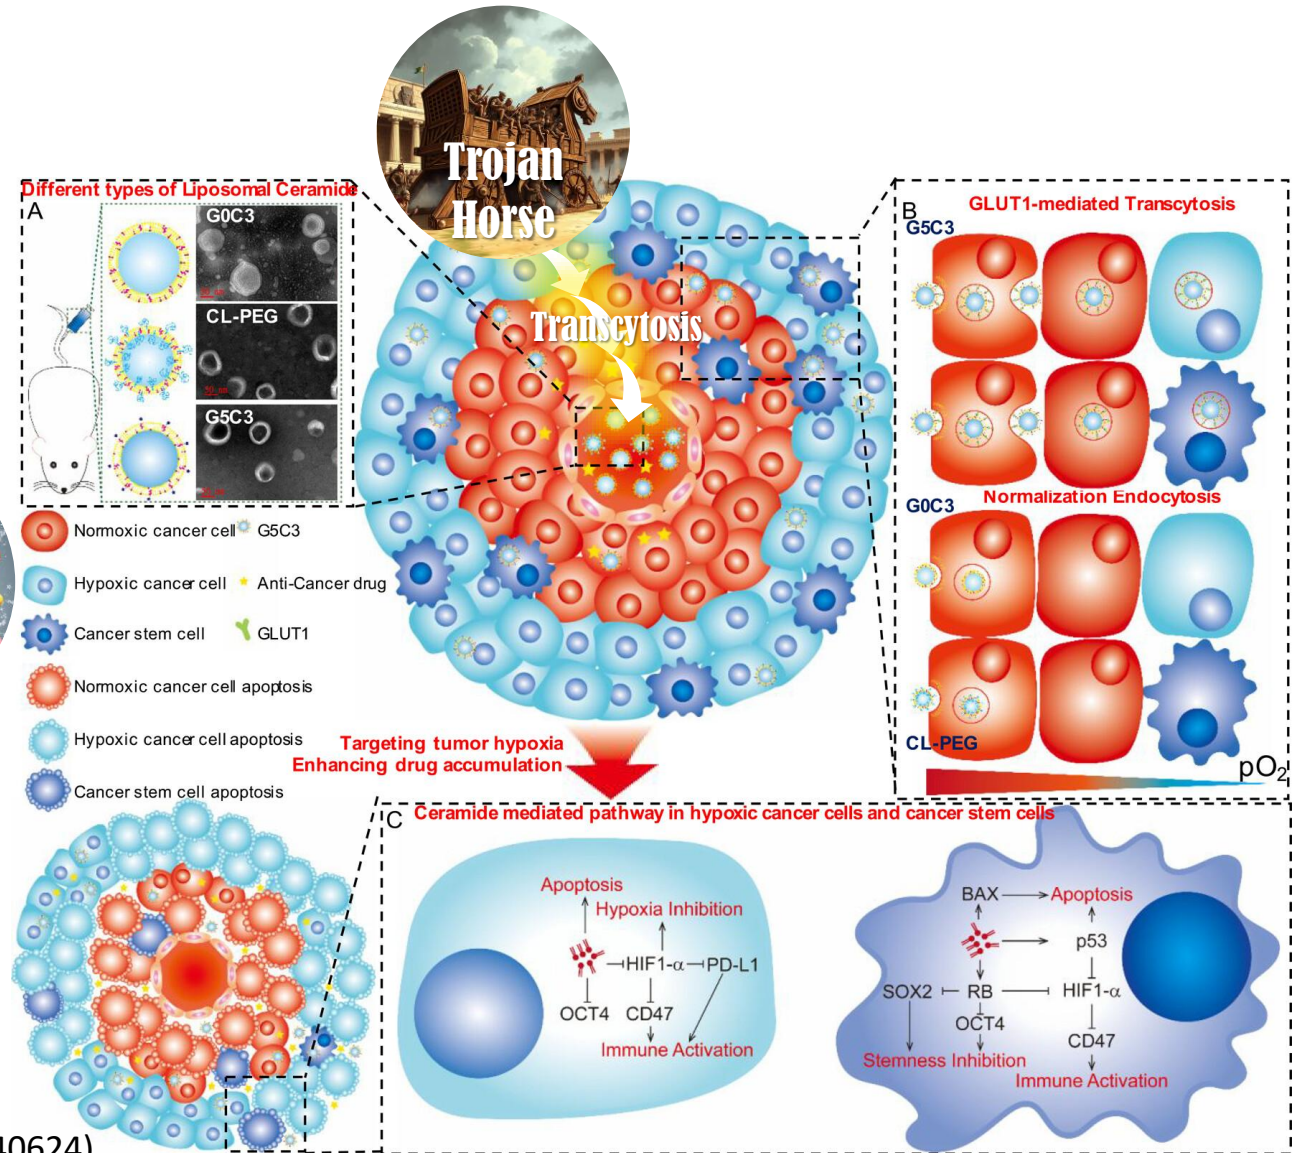 Trojan
Horse
Transcytosis
Different types of Liposomal Ceramide
A
G0C3
CL-PEG
G5C3
Normoxic cancer cell
G5C3
Hypoxic cancer cell
Anti-Cancer drug
Cancer stem cell
GLUT1
Normoxic cancer cell apoptosis
Hypoxic cancer cell apoptosis
Cancer stem cell apoptosis
B
GLUT1-mediated Transcytosis
G5C3
Normalization Endocytosis
G0C3
CL-PEG
pO2
Targeting tumor hypoxia
Enhancing drug accumulation
C
Ceramide mediated pathway in hypoxic cancer cells and cancer stem cells
Apoptosis
Hypoxia Inhibition
HIF1-α
PD-L1
OCT4
CD47
Immune Activation
BAX
Apoptosis
p53
SOX2
RB
HIF1-α
OCT4
CD47
Stemness Inhibition
Immune Activation
40624)